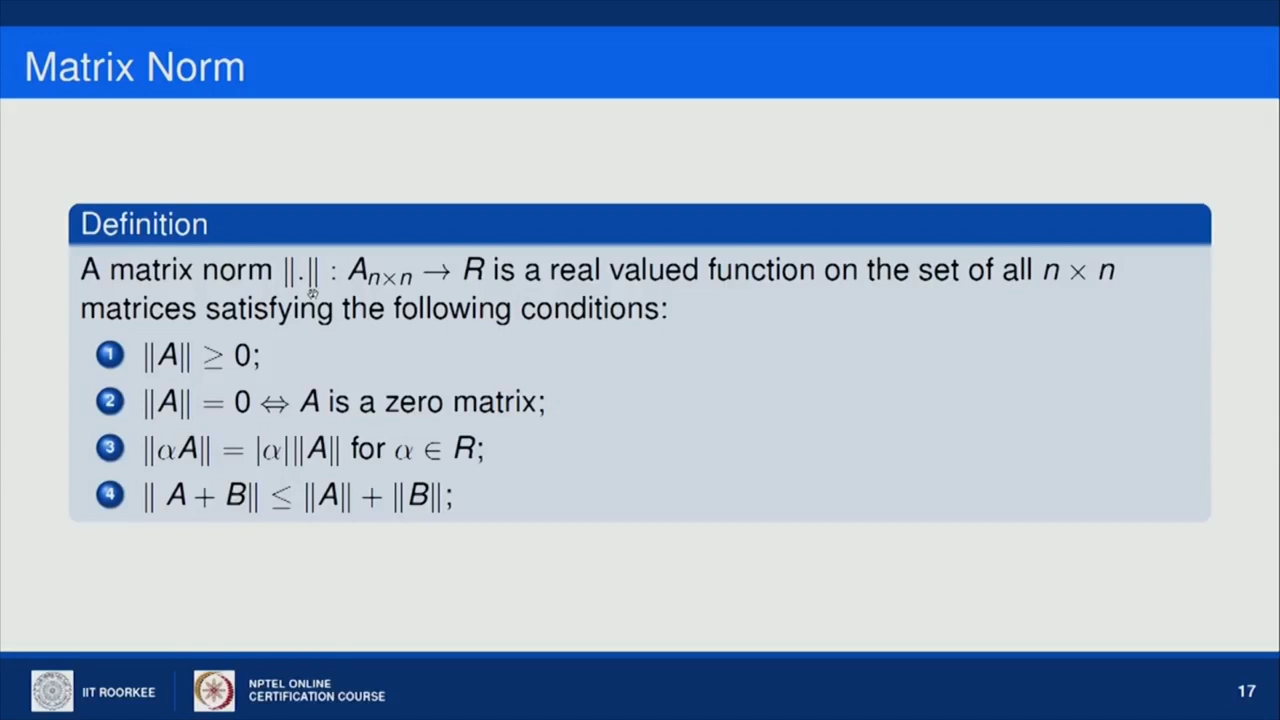 Matrix Norm
Definition
A matrix norm ‖.‖ : Aₙₓₙ → R is a real valued function on the set of all n × n
matrices satisfying the following conditions:
1 ‖A‖ ≥ 0;
2 ‖A‖ = 0 ⇔ A is a zero matrix;
3 ‖αA‖ = |α|‖A‖ for α ∈ R;
4 ‖ A + B‖ ≤ ‖A‖ + ‖B‖;
IIT ROORKEE
NPTEL ONLINE
CERTIFICATION COURSE
17